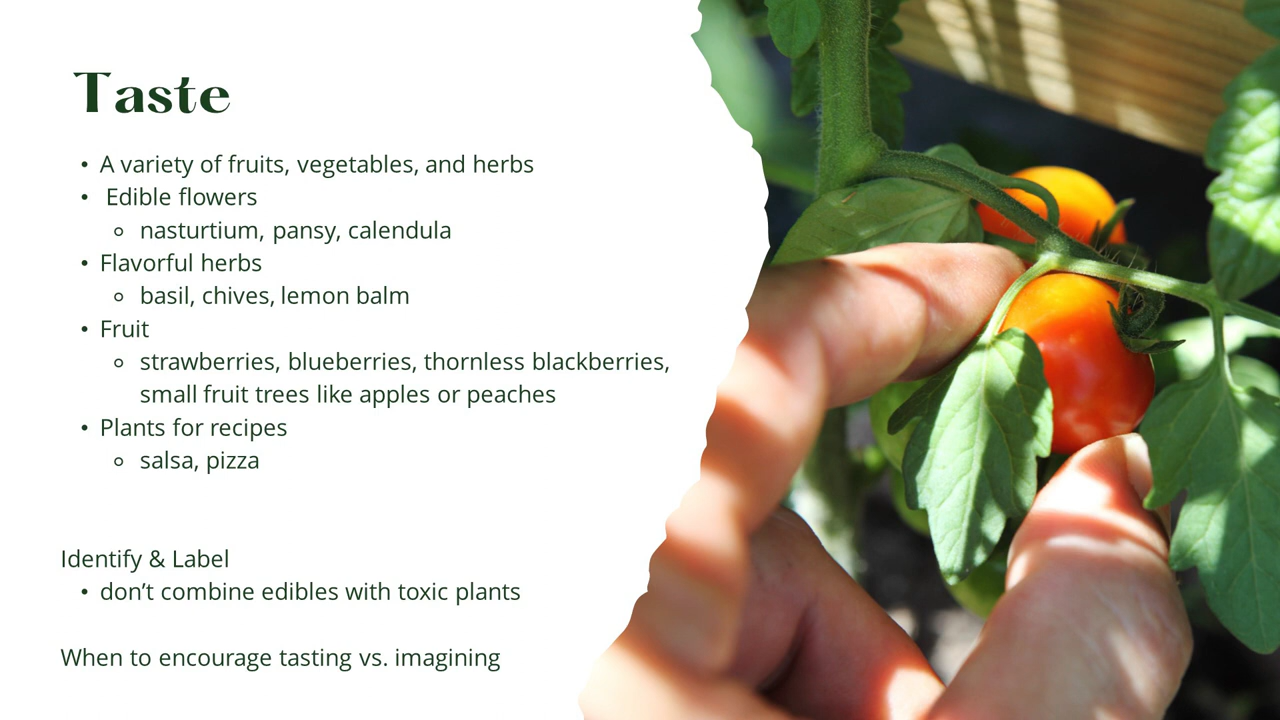 Taste
• A variety of fruits, vegetables, and herbs
• Edible flowers
◦ nasturtium, pansy, calendula
• Flavorful herbs
◦ basil, chives, lemon balm
• Fruit
◦ strawberries, blueberries, thornless blackberries,
small fruit trees like apples or peaches
• Plants for recipes
◦ salsa, pizza
Identify & Label
• don’t combine edibles with toxic plants
When to encourage tasting vs. imagining